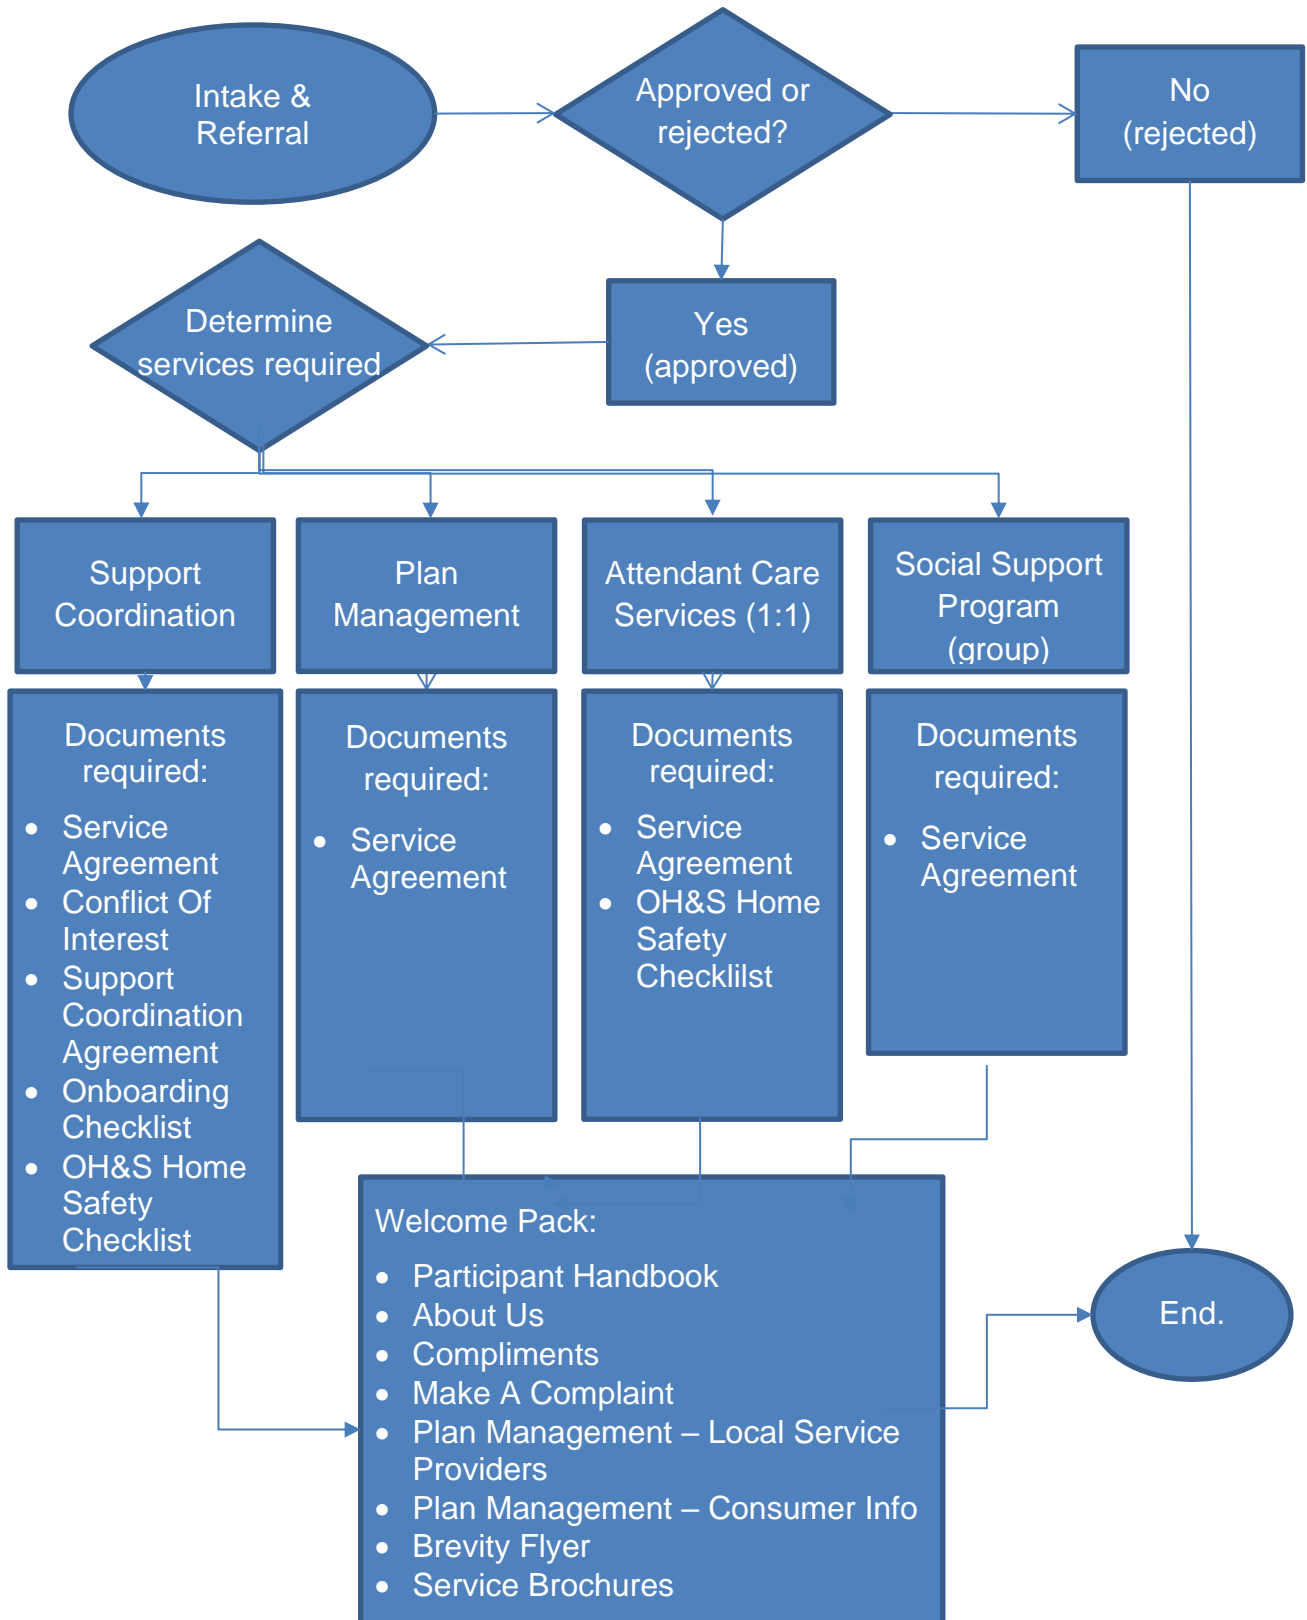 Intake &
Referral
Approved or
rejected?
No
(rejected)
Determine
services required
Yes
(approved)
Support
Coordination
Plan
Management
Attendant Care
Services (1:1)
Social Support
Program
(group)
Documents
required:
• Service
Agreement
• Conflict Of
Interest
• Support
Coordination
Agreement
• Onboarding
Checklist
• OH&S Home
Safety
Checklist
Documents
required:
• Service
Agreement
Documents
required:
• Service
Agreement
• OH&S Home
Safety
Checklilst
Documents
required:
• Service
Agreement
Welcome Pack:
• Participant Handbook
• About Us
• Compliments
• Make A Complaint
• Plan Management – Local Service
Providers
• Plan Management – Consumer Info
• Brevity Flyer
• Service Brochures
End.